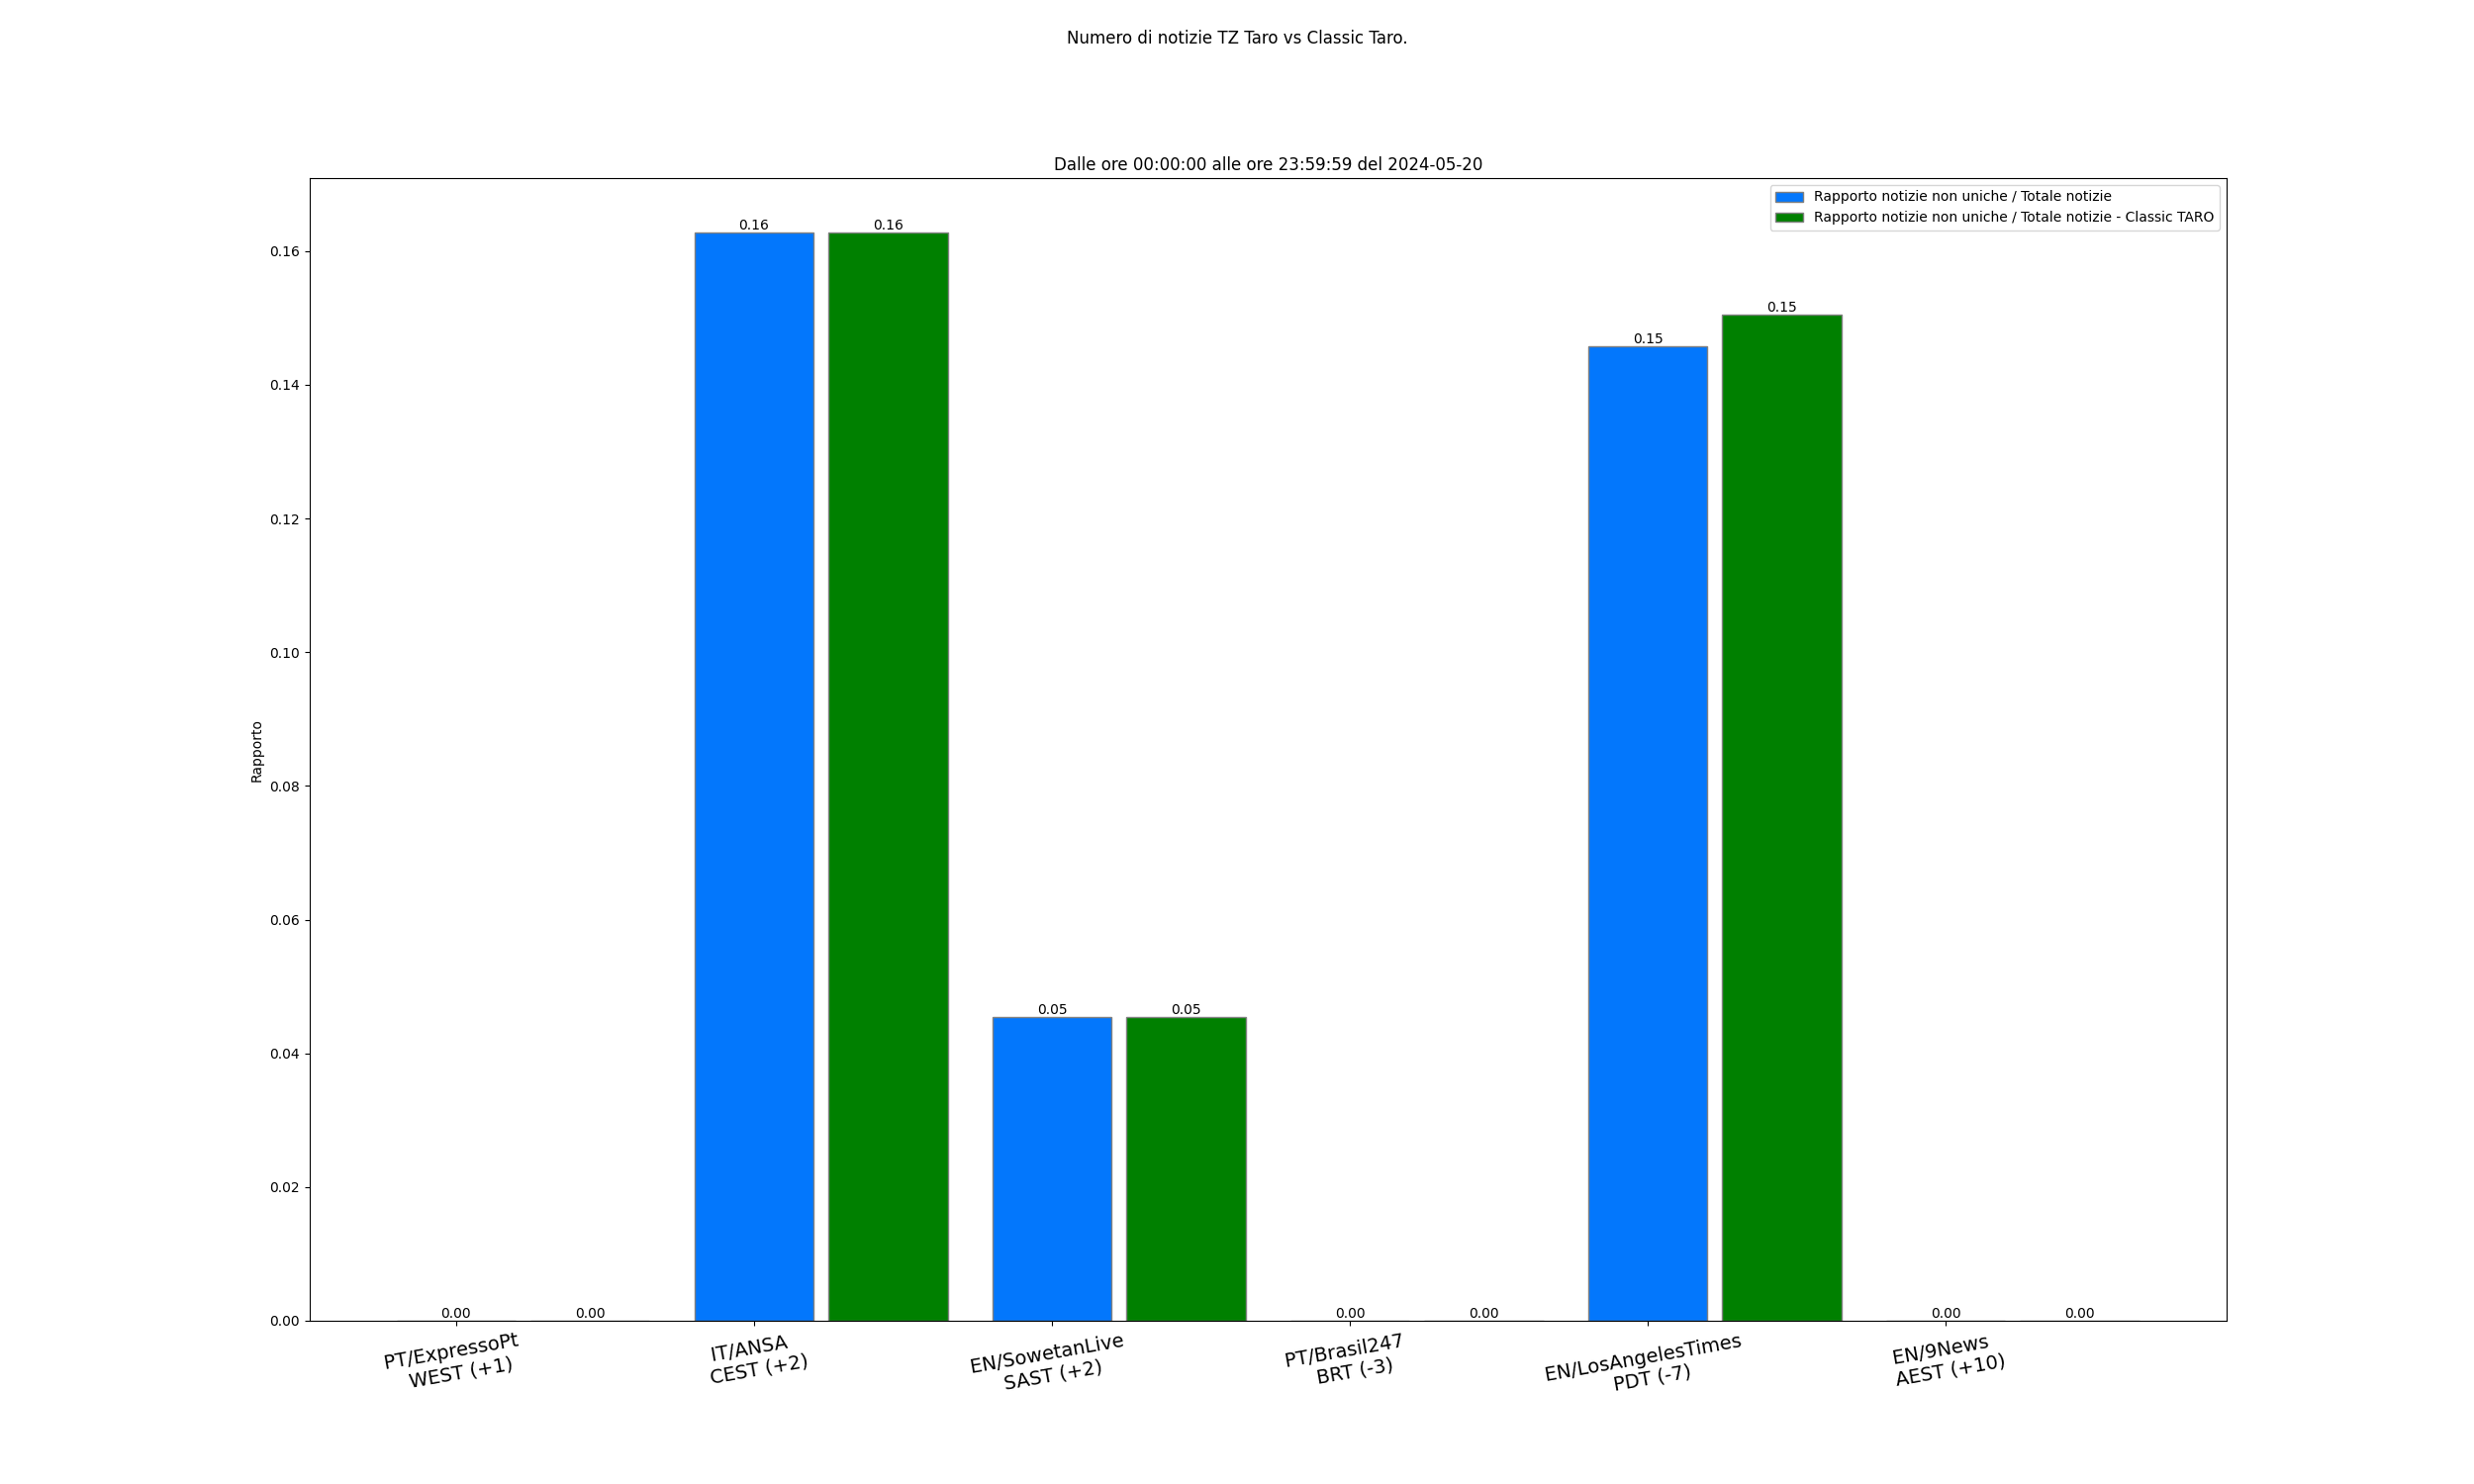 Numero di notizie TZ Taro vs Classic Taro.
Dalle ore 00:00:00 alle ore 23:59:59 del 2024-05-20
Rapporto notizie non uniche / Totale notizie
Rapporto notizie non uniche / Totale notizie - Classic TARO
Rapporto
0.16
0.14
0.12
0.10
0.08
0.06
0.04
0.02
0.00
0.00
0.00
0.16
0.16
0.05
0.05
0.00
0.00
0.15
0.15
0.00
0.00
PT/ExpressoPt
WEST (+1)
IT/ANSA
CEST (+2)
EN/SowetanLive
SAST (+2)
PT/Brasil247
BRT (-3)
EN/LosAngelesTimes
PDT (-7)
EN/9News
AEST (+10)